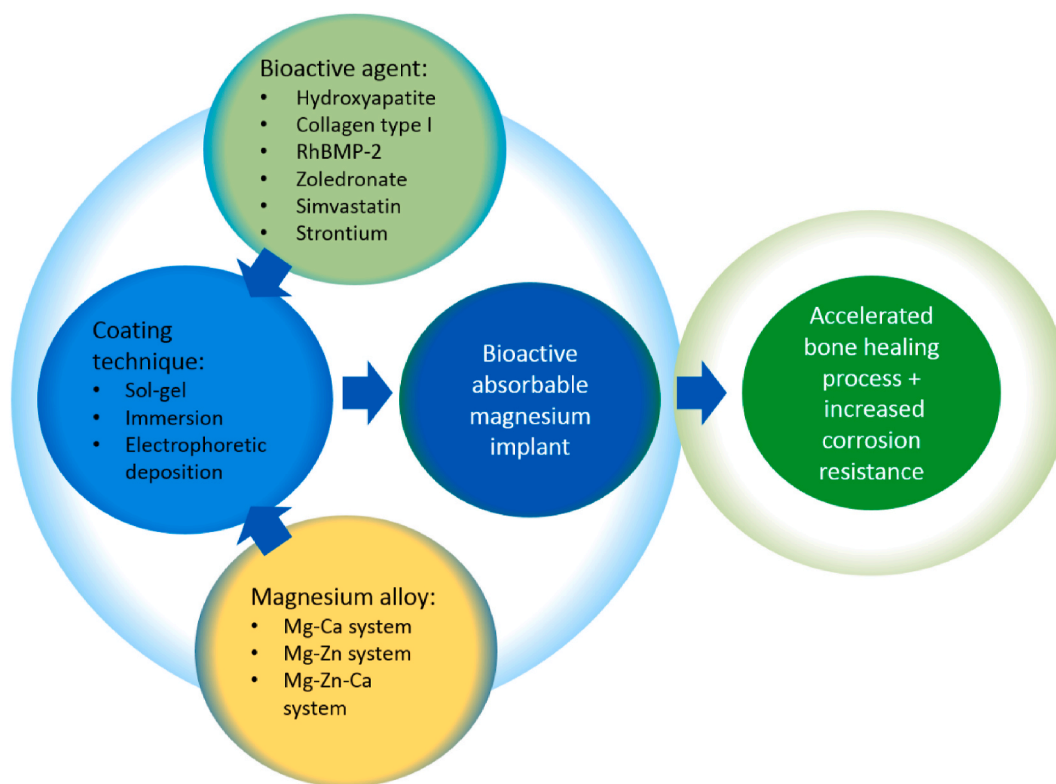 Bioactive agent:
• Hydroxyapatite
• Collagen type I
• RhBMP-2
• Zoledronate
• Simvastatin
• Strontium
Coating
technique:
• Sol-gel
• Immersion
• Electrophoretic
deposition
Bioactive
absorbable
magnesium
implant
Accelerated
bone healing
process +
increased
corrosion
resistance
Magnesium alloy:
• Mg-Ca system
• Mg-Zn system
• Mg-Zn-Ca
system